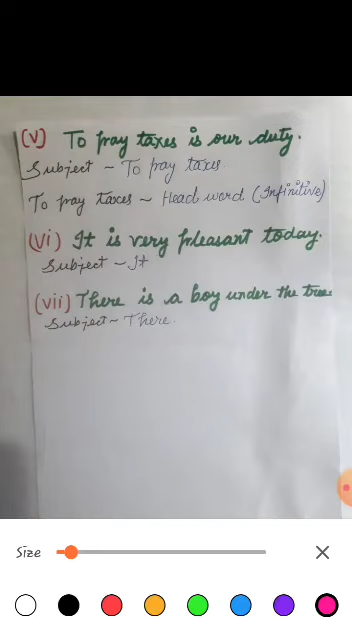 (v) To pay taxes is our duty.
Subject ~ To pay taxes.
To pay taxes ~ Head word (Infinitive)
(vi) It is very pleasant today.
Subject ~ It
(vii) There is a boy under the tree.
Subject ~ There.
Size